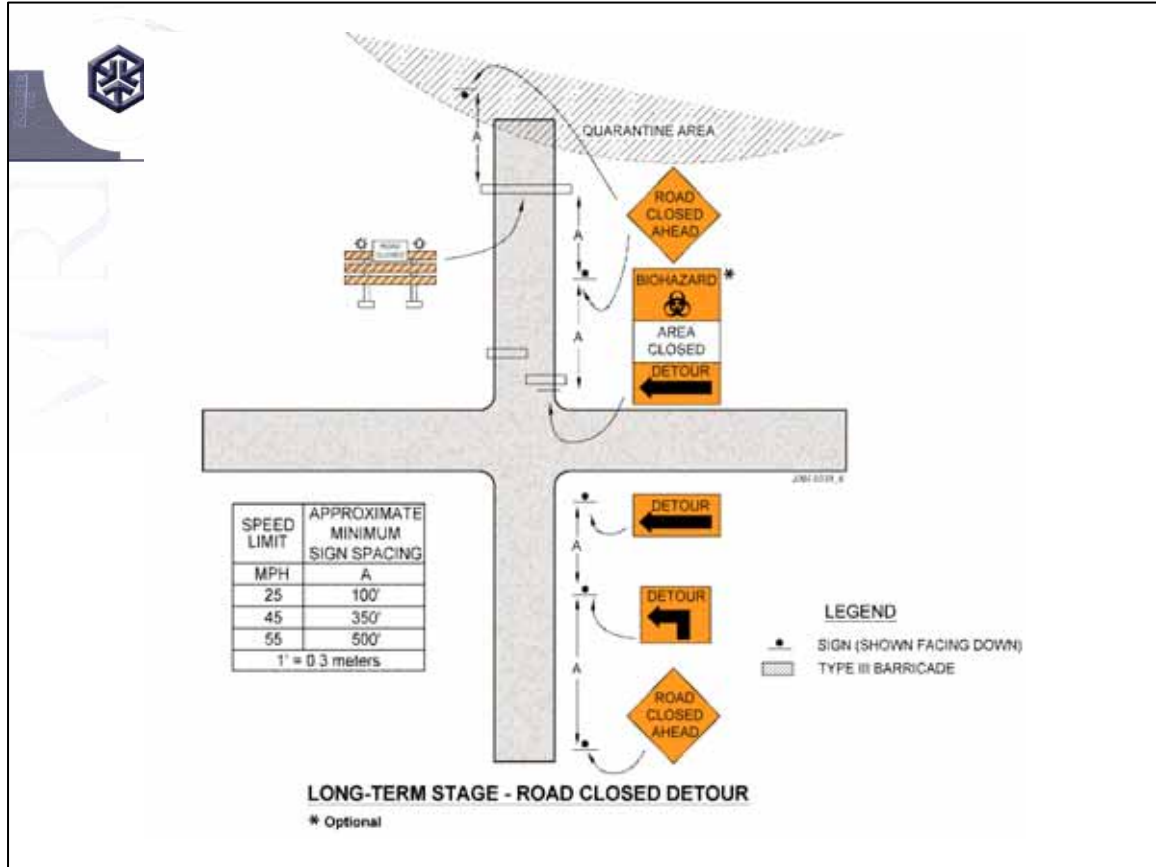 QUARANTINE AREA
A
ROAD
CLOSED
AHEAD
A
ROAD
CLOSED
BIOHAZARD *
A
AREA
CLOSED
DETOUR
SPEED
LIMIT
APPROXIMATE
MINIMUM
SIGN SPACING
MPH
A
25
100'
45
350'
55
500'
1' = 0.3 meters
DETOUR
A
DETOUR
A
ROAD
CLOSED
AHEAD
LEGEND
SIGN (SHOWN FACING DOWN)
TYPE III BARRICADE
LONG-TERM STAGE - ROAD CLOSED DETOUR
* Optional